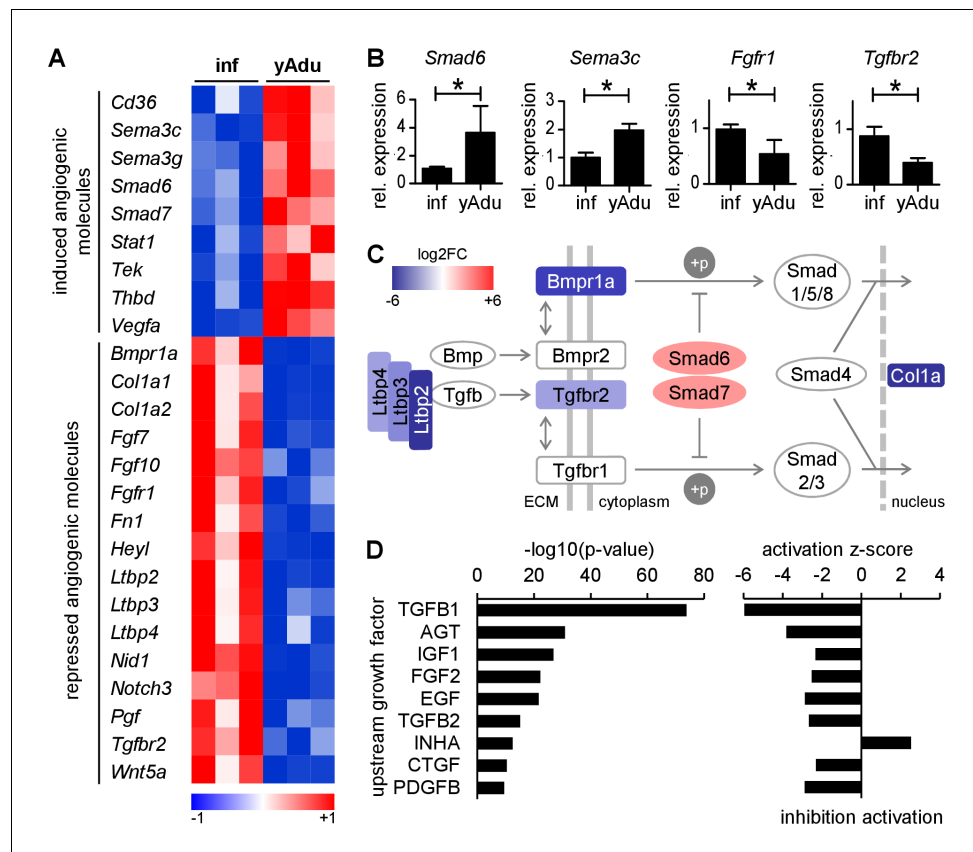 A
inf yAdu
induced angiogenic
molecules
Cd36
Sema3c
Sema3g
Smad6
Smad7
Stat1
Tek
Thbd
Vegfa
repressed angiogenic molecules
Bmpr1a
Col1a1
Col1a2
Fgf7
Fgf10
Fgfr1
Fn1
Heyl
Ltbp2
Ltbp3
Ltbp4
Nid1
Notch3
Pgf
Tgfbr2
Wnt5a
-1 +1
B
Smad6
rel. expression
6
4
2
0
*
inf yAdu
Sema3c
rel. expression
3
2
1
0
*
inf yAdu
Fgfr1
rel. expression
1
0
*
inf yAdu
Tgfbr2
rel. expression
1
0
*
inf yAdu
C
log2FC
-6 +6
Ltbp4
Ltbp3
Ltbp2
Bmp
Tgfb
Bmpr1a
Bmpr2
Tgfbr2
Tgfbr1
ECM cytoplasm
+p
Smad6
Smad7
+p
Smad
1/5/8
Smad4
Smad
2/3
Col1a
nucleus
D
-log10(p-value)
0 20 40 60 80
activation z-score
-6 -4 -2 0 2 4
upstream growth factor
TGFB1
AGT
IGF1
FGF2
EGF
TGFB2
INHA
CTGF
PDGFB
inhibition activation